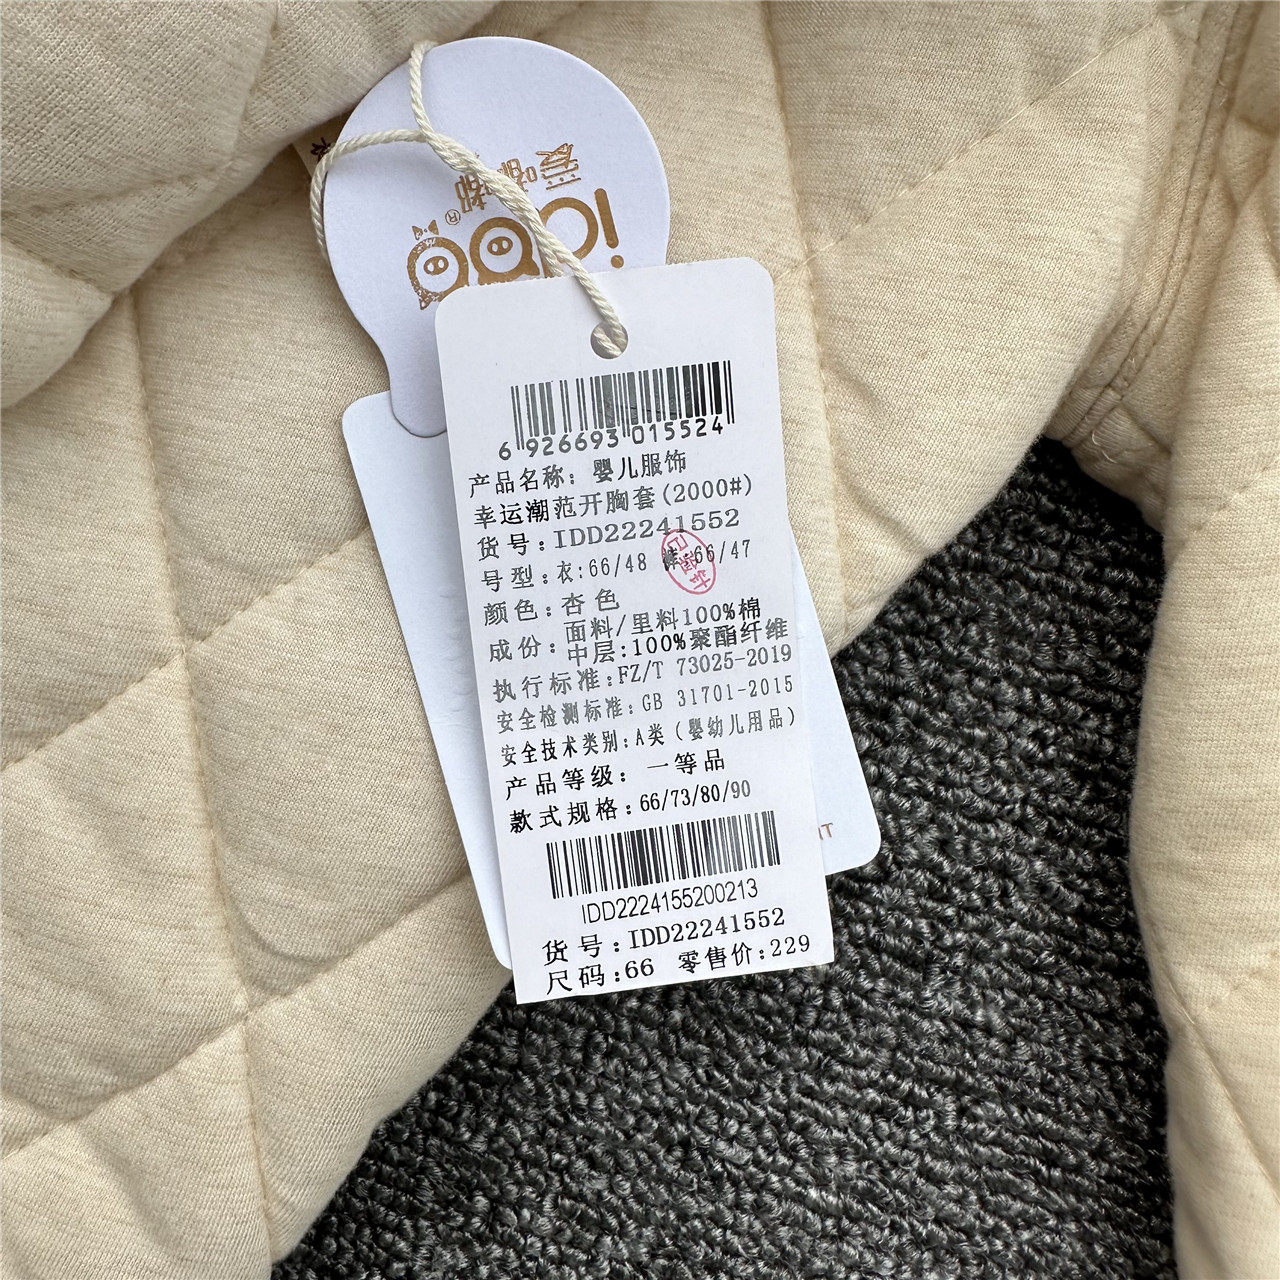 爱嘟嘟®
6 926693 015524
产品名称: 婴儿服饰
幸运潮范开胸套(2000#)
货号:IDD22241552
号型:衣:66/48 裤:66/47
颜色:杏色
成份:面料/里料100%棉
中层:100%聚酯纤维
执行标准:FZ/T 73025-2019
安全检测标准:GB 31701-2015
安全技术类别:A类(婴幼儿用品)
产品等级: 一等品
款式规格:66/73/80/90
IDD2224155200213
货号:IDD22241552
尺码:66 零售价:229